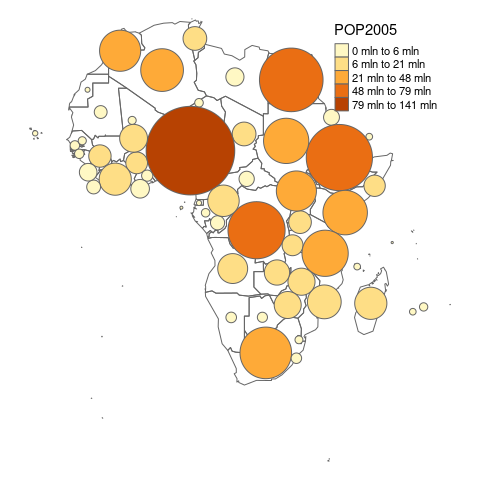 POP2005
0 mln to 6 mln
6 mln to 21 mln
21 mln to 48 mln
48 mln to 79 mln
79 mln to 141 mln